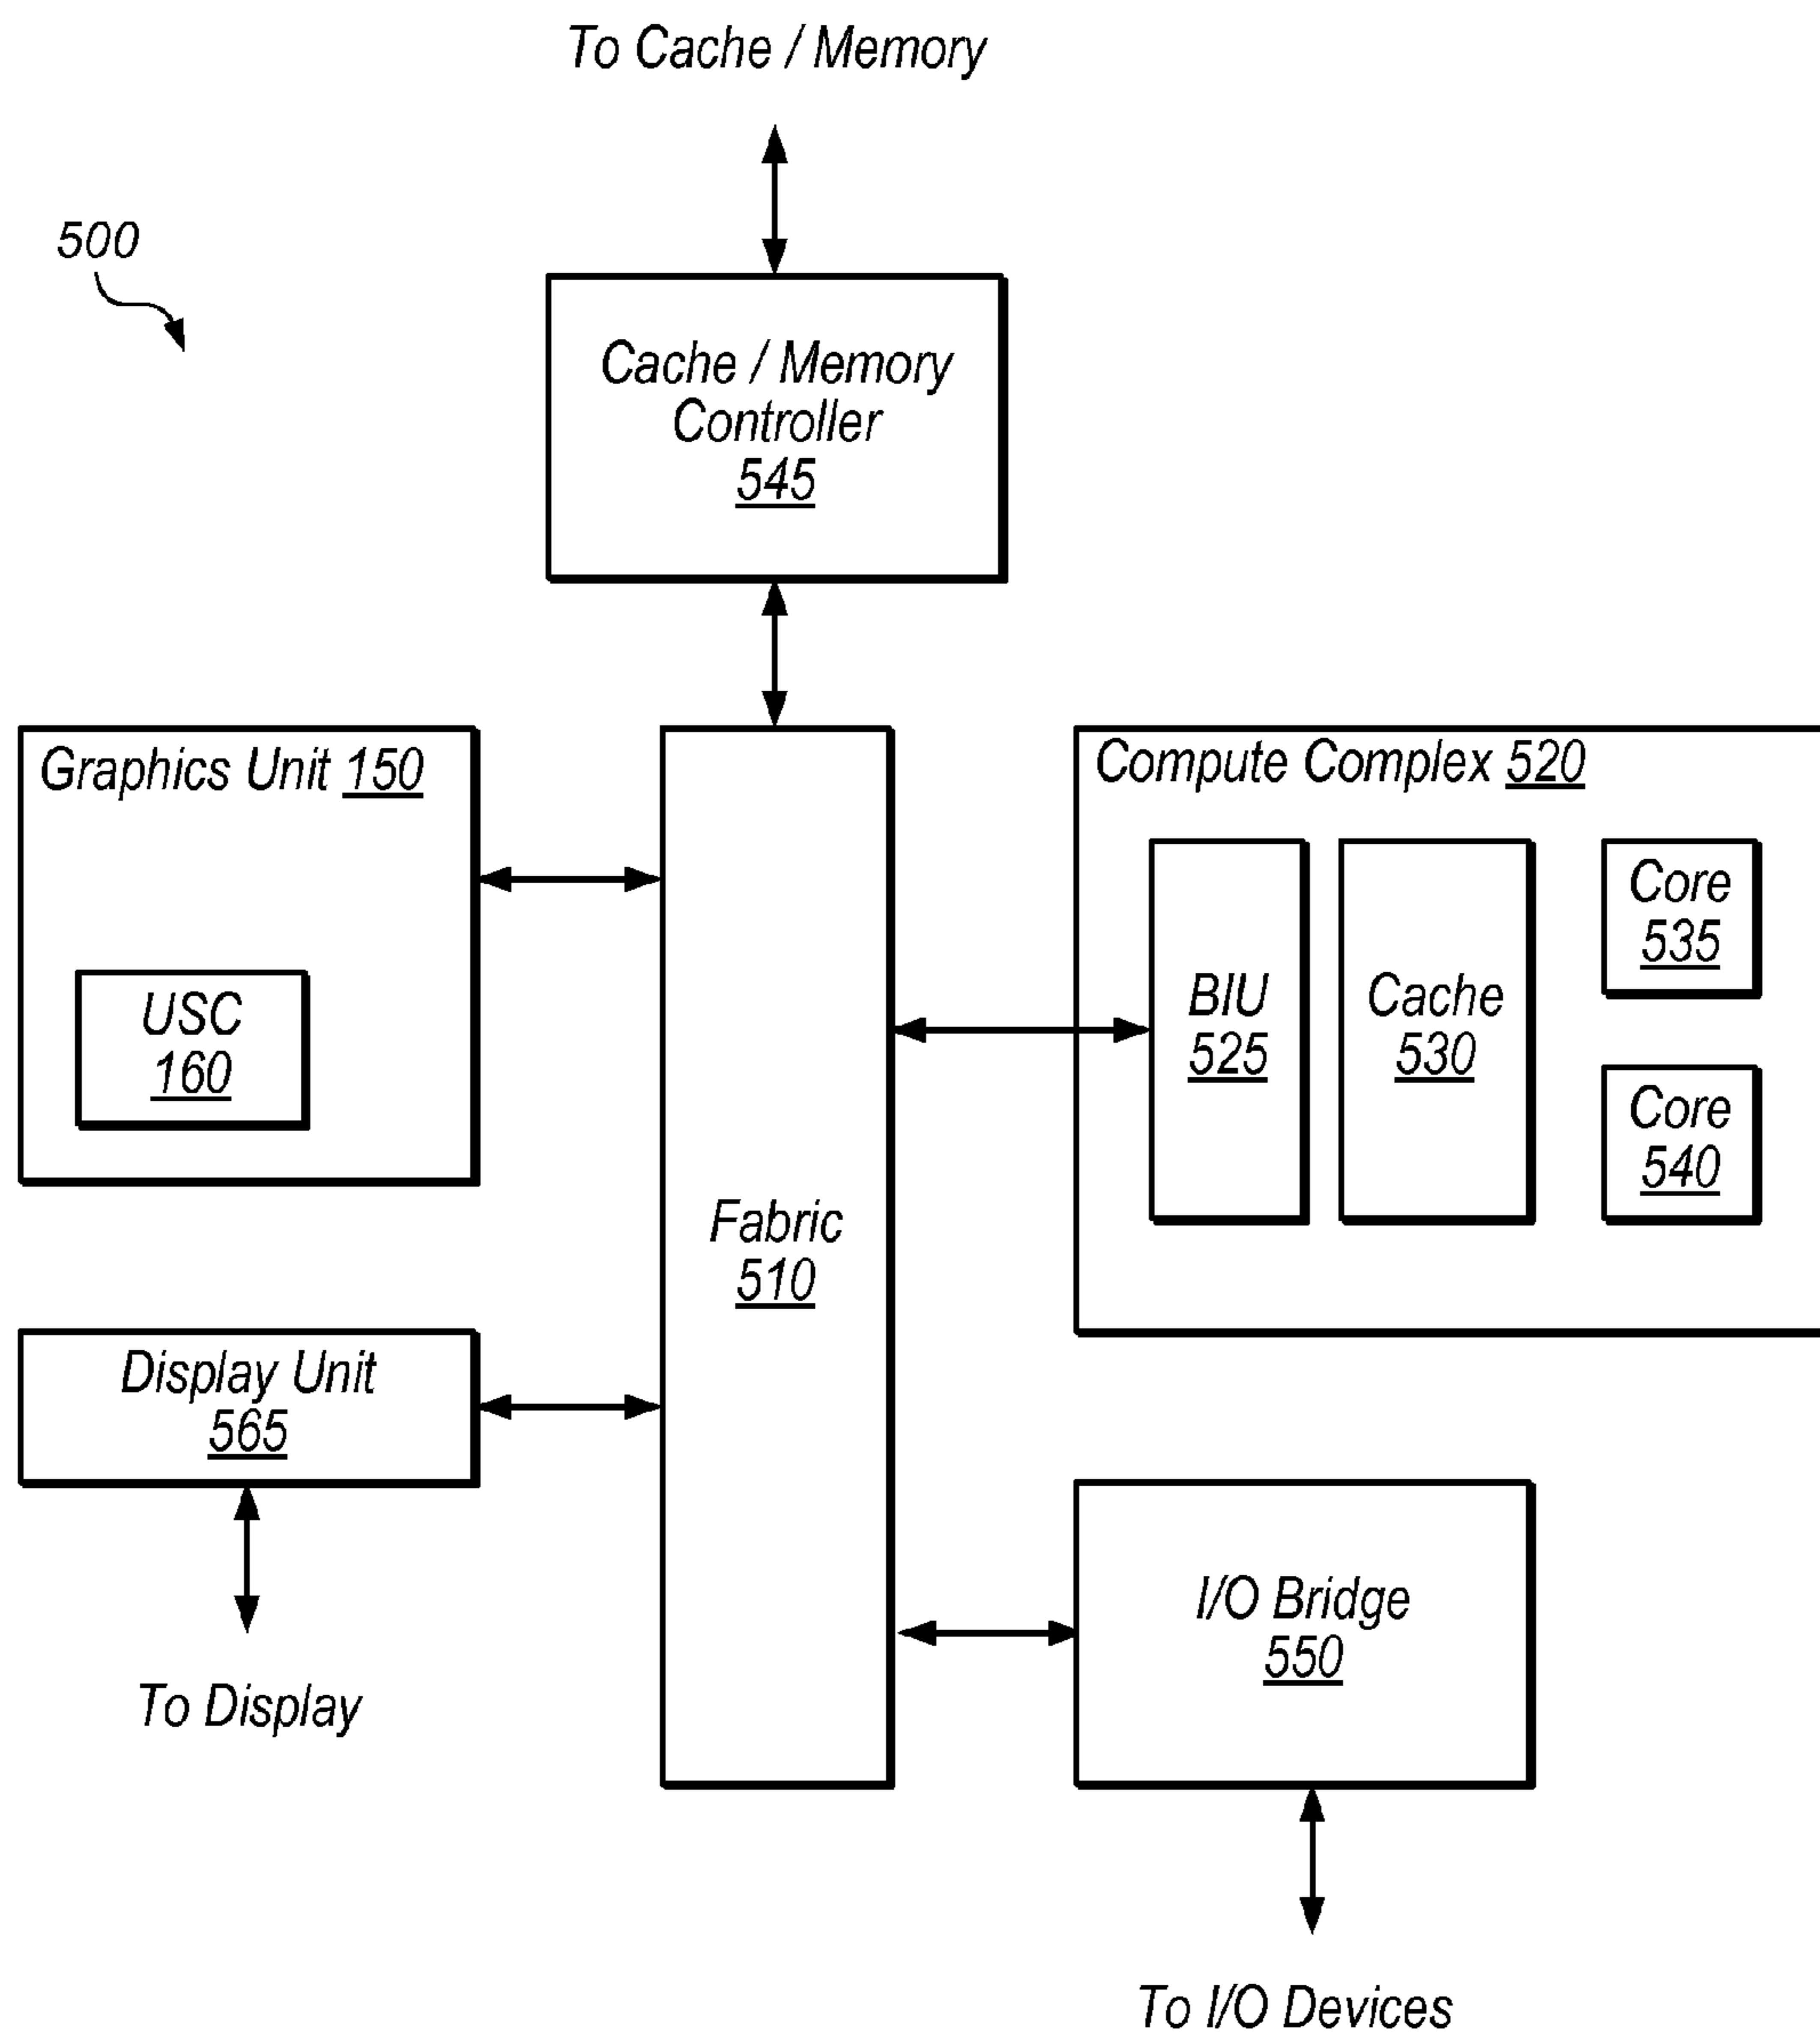 To Cache / Memory
500
Cache / Memory
Controller
545
Graphics Unit 150
USC
160
Fabric
510
Compute Complex 520
BIU
525
Cache
530
Core
535
Core
540
Display Unit
565
To Display
I/O Bridge
550
To I/O Devices